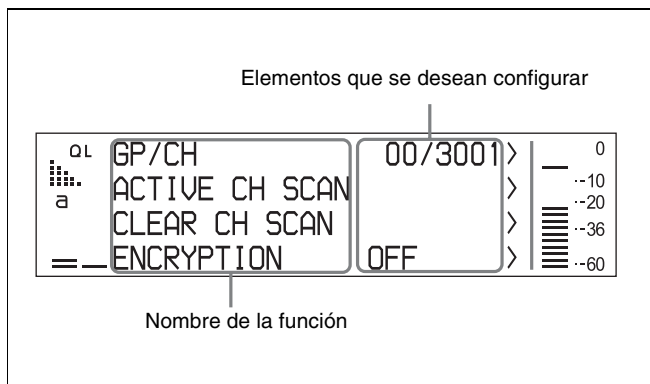 Elementos que se desean configurar
QL GP/CH 00/3001 > 0
a ACTIVE CH SCAN > -10
-20
CLEAR CH SCAN > -36
ENCRYPTION OFF > -60
Nombre de la función